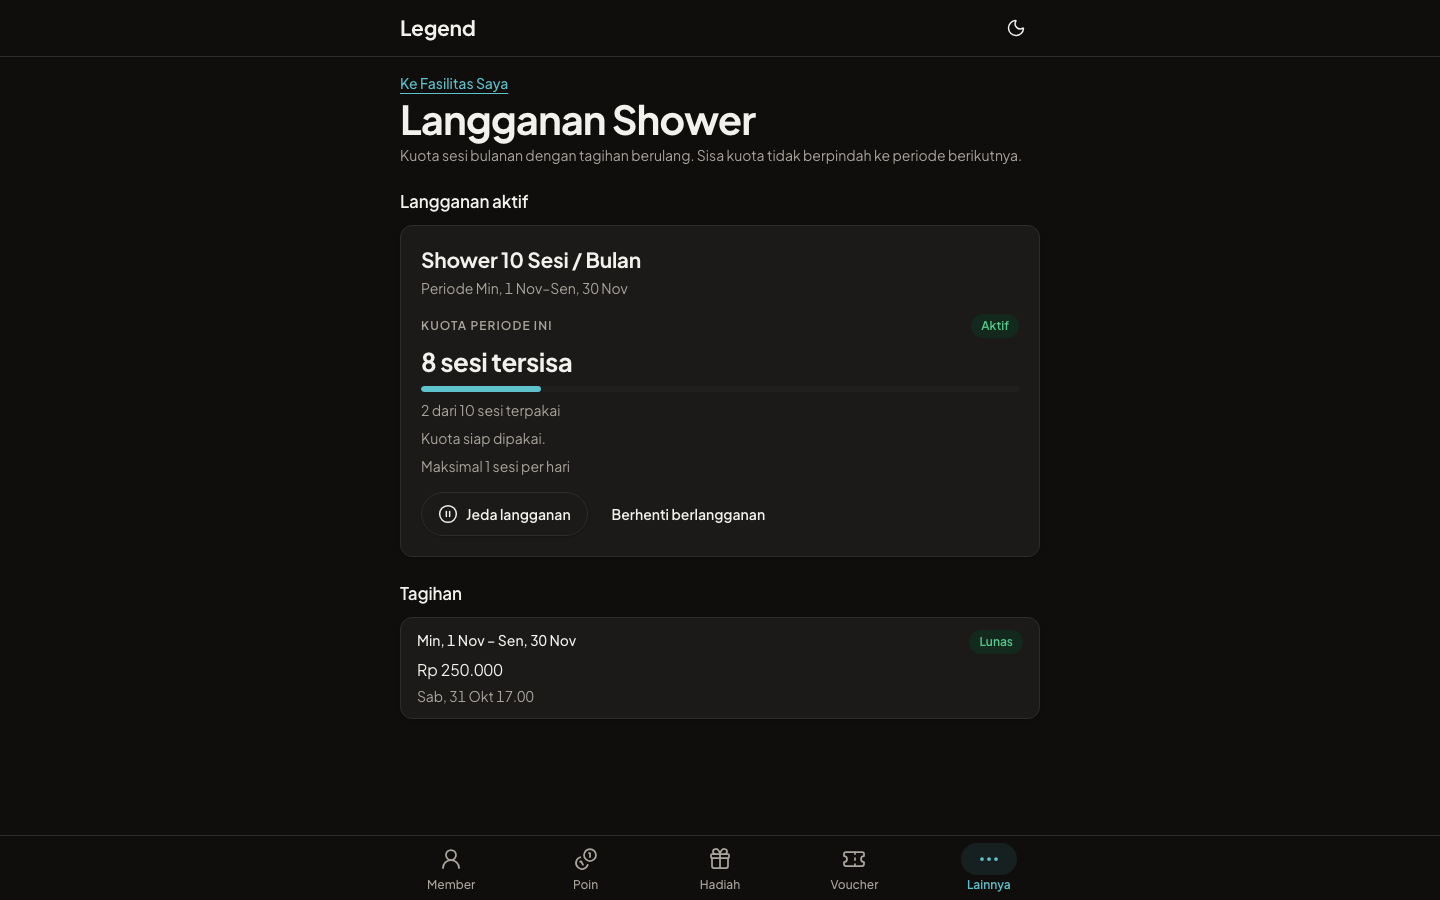 Legend
Ke Fasilitas Saya
Langganan Shower
Kuota sesi bulanan dengan tagihan berulang. Sisa kuota tidak berpindah ke periode berikutnya.
Langganan aktif
Shower 10 Sesi / Bulan
Periode Min, 1 Nov–Sen, 30 Nov
KUOTA PERIODE INI
Aktif
8 sesi tersisa
2 dari 10 sesi terpakai
Kuota siap dipakai.
Maksimal 1 sesi per hari
Jeda langganan
Berhenti berlangganan
Tagihan
Min, 1 Nov – Sen, 30 Nov
Lunas
Rp 250.000
Sab, 31 Okt 17.00
Member
Poin
Hadiah
Voucher
Lainnya